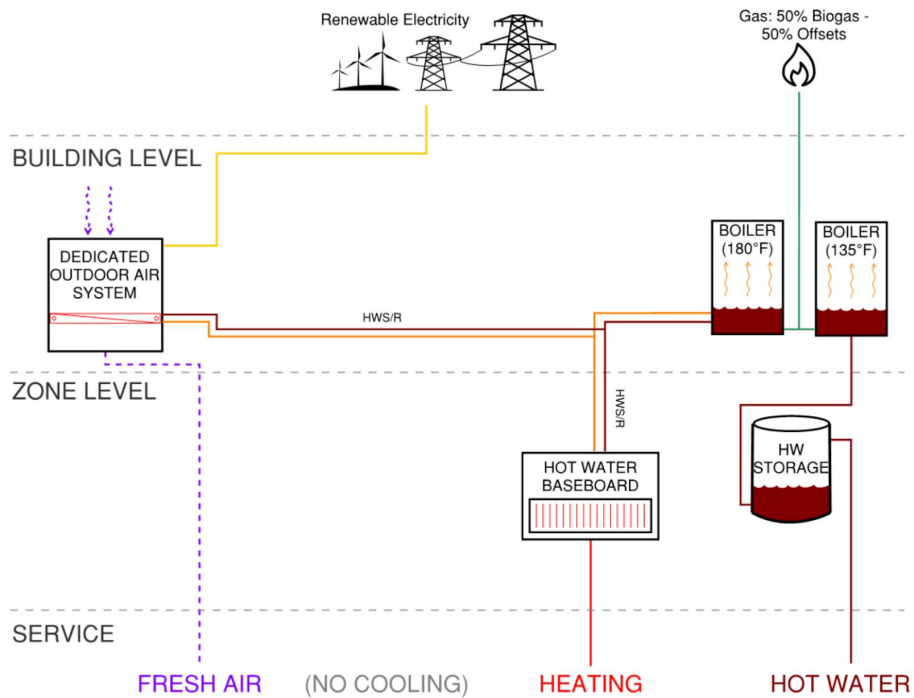 Renewable Electricity
Gas: 50% Biogas -
50% Offsets
BUILDING LEVEL
DEDICATED
OUTDOOR AIR
SYSTEM
BOILER
(180°F)
BOILER
(135°F)
HWS/R
ZONE LEVEL
HWS/R
HOT WATER
BASEBOARD
HW
STORAGE
SERVICE
FRESH AIR
(NO COOLING)
HEATING
HOT WATER